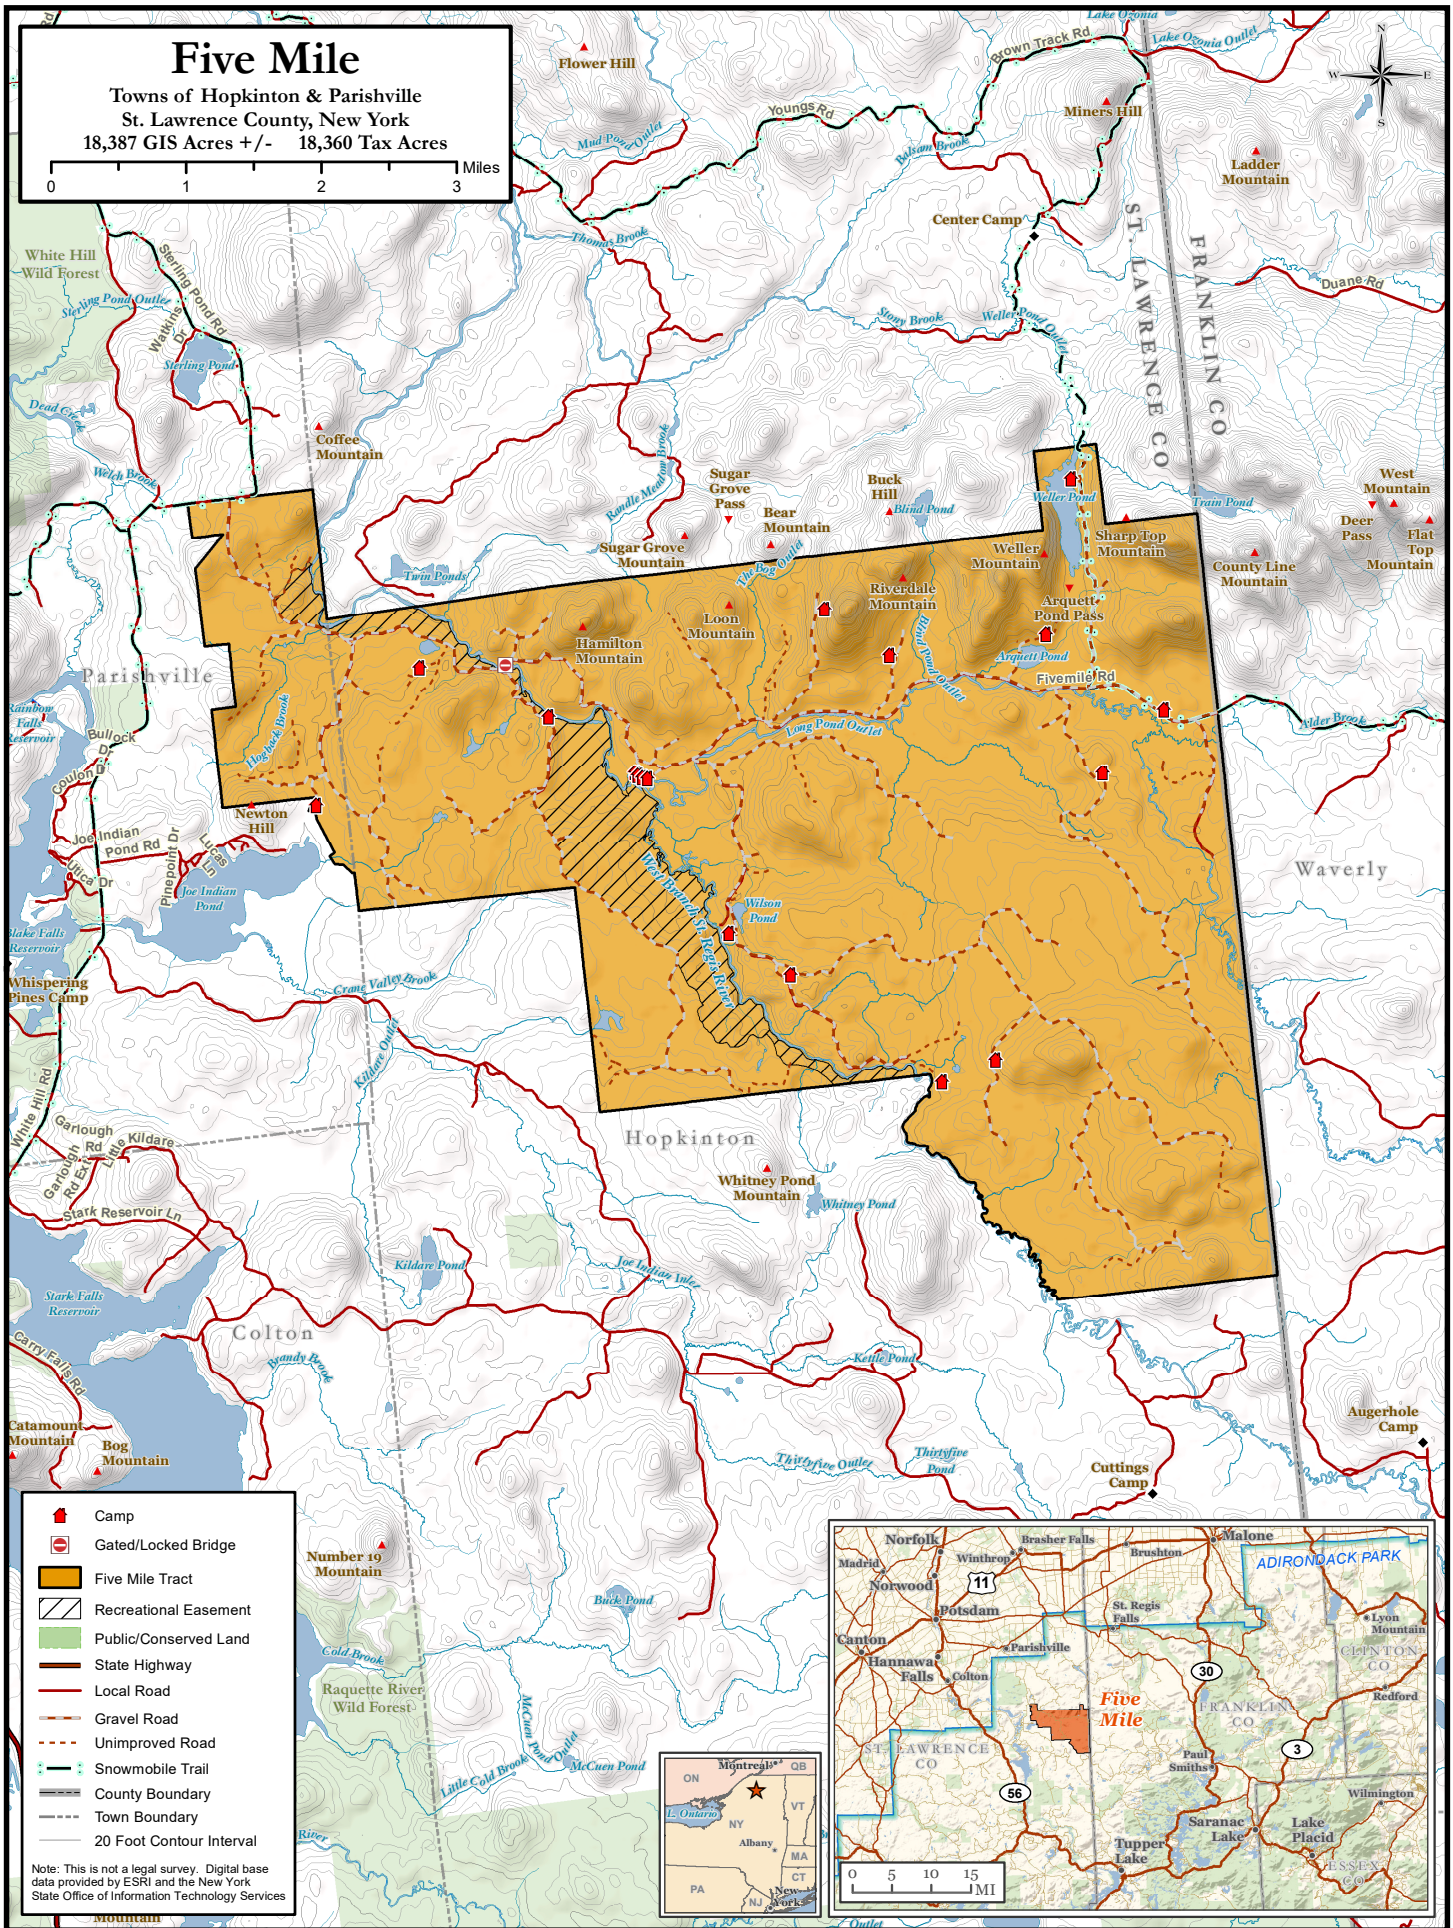 Five Mile
Towns of Hopkinton & Parishville
St. Lawrence County, New York
18,387 GIS Acres +/- 18,360 Tax Acres
Miles
0 1 2 3
Flower Hill
Mud Pond Outlet
Youngs Rd
Brown Track Rd
Lake Ozonia
Lake Ozonia Outlet
N
W E
S
Miners Hill
Balsam Brook
Ladder
Mountain
Center Camp
Thomas Brook
White Hill
Wild Forest
Sterling Pond Rd
Sterling Pond Outlet
Watkins
Dr
Sterling Pond
ST. LAWRENCE CO
FRANKLIN CO
Duane Rd
Stony Brook
Weller Pond Outlet
Dead Creek
Coffee
Mountain
Welch Brook
Randle Meadow Brook
Sugar
Grove
Pass
Bear
Mountain
Buck
Hill
Blind Pond
Weller Pond
Train Pond
West
Mountain
Deer
Pass
Flat
Top
Mountain
Sugar Grove
Mountain
The Bog Outlet
Weller
Mountain
Sharp Top
Mountain
County Line
Mountain
Twin Ponds
Riverdale
Mountain
Arquett
Pond Pass
Loon
Mountain
Hamilton
Mountain
Blind Pond Outlet
Arquett Pond
Fivemile Rd
Parishville
Rainbow
Falls
Reservoir
Hogback Brook
Long Pond Outlet
Alder Brook
Bullock
Dr
Coulon Dr
Newton
Hill
Joe Indian
Pond Rd
Pinepoint Dr
Lucas
Ln
Utica Dr
Joe Indian
Pond
West Branch St. Regis River
Wilson
Pond
Waverly
Blake Falls
Reservoir
Whispering
Pines Camp
Crane Valley Brook
Kildare Outlet
White Hill Rd
Garlough
Rd
Little Kildare
Garlough
Rd Ext
Stark Reservoir Ln
Hopkinton
Whitney Pond
Mountain
Whitney Pond
Kildare Pond
Joe Indian Inlet
Stark Falls
Reservoir
Colton
Carry Falls Rd
Brandy Brook
Kettle Pond
Catamount
Mountain
Bog
Mountain
Thirtyfive Outlet
Thirtyfive
Pond
Cuttings
Camp
Augerhole
Camp
Number 19
Mountain
Buck Pond
Cold Brook
Raquette River
Wild Forest
McCuen Pond Outlet
Little Cold Brook
McCuen Pond
River
Mountain
Outlet
Camp
Gated/Locked Bridge
Five Mile Tract
Recreational Easement
Public/Conserved Land
State Highway
Local Road
Gravel Road
Unimproved Road
Snowmobile Trail
County Boundary
Town Boundary
20 Foot Contour Interval
Note: This is not a legal survey. Digital base
data provided by ESRI and the New York
State Office of Information Technology Services
ON
Montreal
QB
L. Ontario
VT
NY
Albany
MA
CT
PA
NJ
New
York
Norfolk
Madrid
Winthrop
Brasher Falls
Brushton
Malone
ADIRONDACK PARK
Norwood
11
Potsdam
St. Regis
Falls
Lyon
Mountain
Canton
Parishville
Hannawa
Falls
Colton
CLINTON
CO
30
Redford
Five
Mile
FRANKLIN
CO
ST. LAWRENCE
CO
Paul
Smiths
3
56
Wilmington
Saranac
Lake
Lake
Placid
Tupper
Lake
ESSEX
CO
0 5 10 15
MI